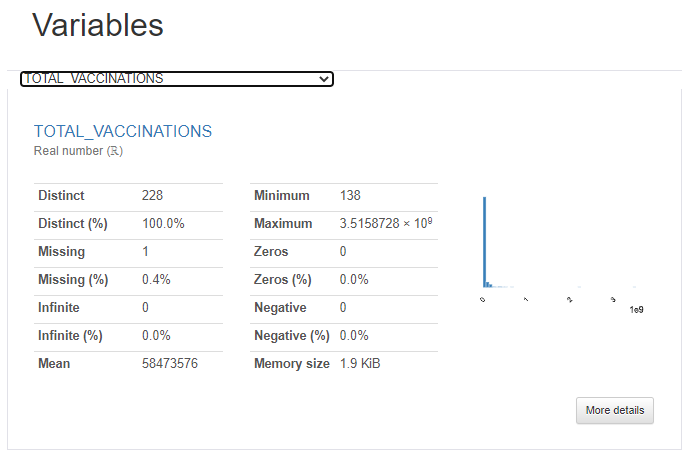 Variables
TOTAL_VACCINATIONS
TOTAL_VACCINATIONS
Real number (ℝ)
Distinct 228
Distinct (%) 100.0%
Missing 1
Missing (%) 0.4%
Infinite 0
Infinite (%) 0.0%
Mean 58473576
Minimum 138
Maximum 3.5158728 × 10⁹
Zeros 0
Zeros (%) 0.0%
Negative 0
Negative (%) 0.0%
Memory size 1.9 KiB
0 1 2 3
1e9
More details